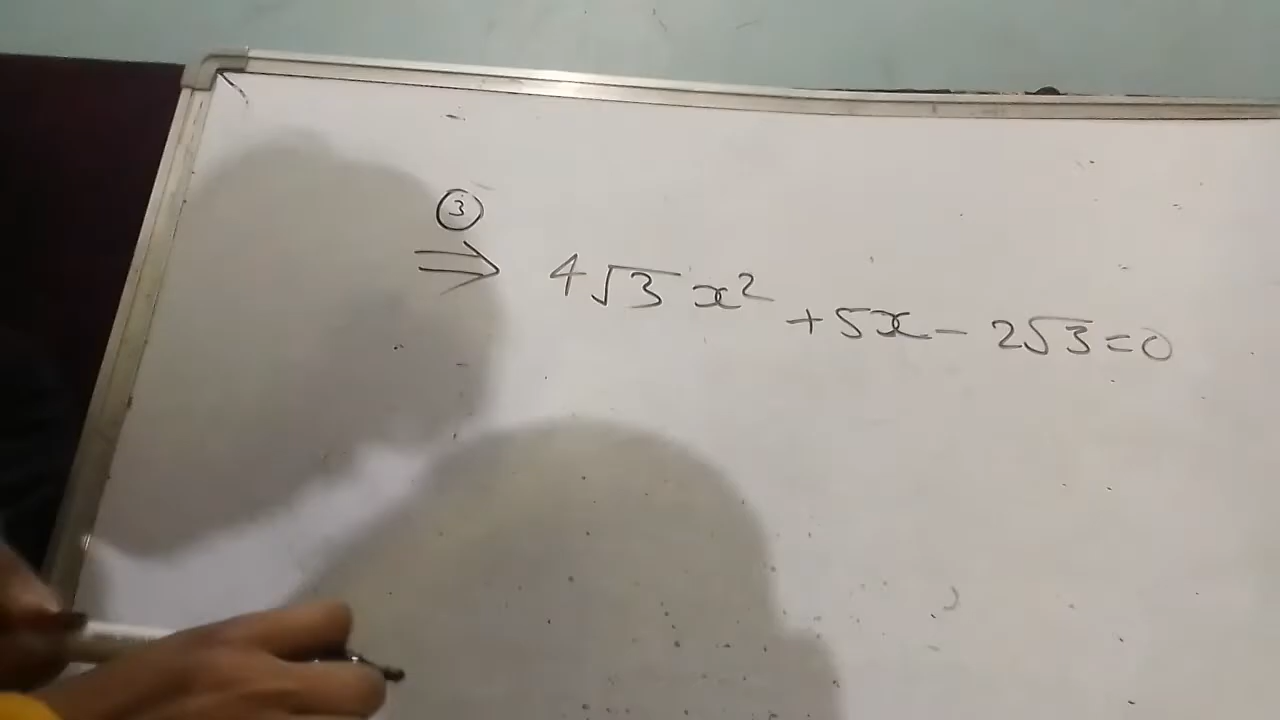 ③
⇒ 4√3 x² + 5x - 2√3 = 0